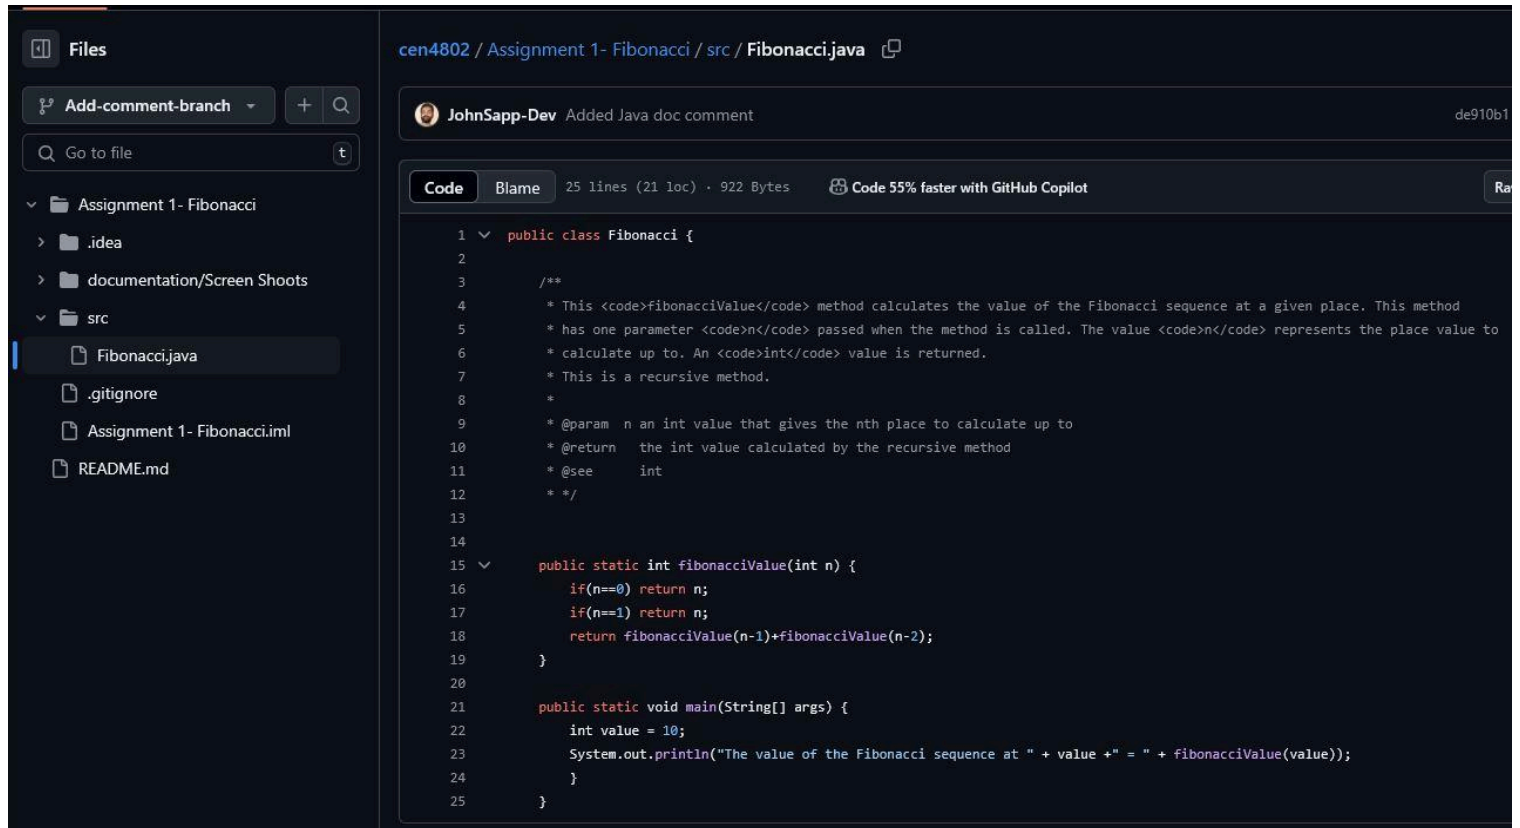 Files
Add-comment-branch
Go to file
t
Assignment 1- Fibonacci
.idea
documentation/Screen Shoots
src
Fibonacci.java
.gitignore
Assignment 1- Fibonacci.iml
README.md
cen4802 / Assignment 1- Fibonacci / src / Fibonacci.java
JohnSapp-Dev Added Java doc comment de910b1
Code Blame 25 lines (21 loc) · 922 Bytes Code 55% faster with GitHub Copilot
1 public class Fibonacci {
2
3 /**
4 * This <code>fibonacciValue</code> method calculates the value of the Fibonacci sequence at a given place. This method
5 * has one parameter <code>n</code> passed when the method is called. The value <code>n</code> represents the place value to
6 * calculate up to. An <code>int</code> value is returned.
7 * This is a recursive method.
8 *
9 * @param n an int value that gives the nth place to calculate up to
10 * @return the int value calculated by the recursive method
11 * @see int
12 * */
13
14
15 public static int fibonacciValue(int n) {
16 if(n==0) return n;
17 if(n==1) return n;
18 return fibonacciValue(n-1)+fibonacciValue(n-2);
19 }
20
21 public static void main(String[] args) {
22 int value = 10;
23 System.out.println("The value of the Fibonacci sequence at " + value +" = " + fibonacciValue(value));
24 }
25 }